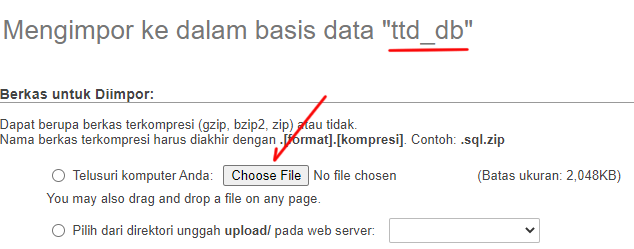 Mengimpor ke dalam basis data "ttd_db"
Berkas untuk Diimpor:
Dapat berupa berkas terkompresi (gzip, bzip2, zip) atau tidak.
Nama berkas terkompresi harus diakhir dengan .[format].[kompresi]. Contoh: .sql.zip
Telusuri komputer Anda: Choose File No file chosen (Batas ukuran: 2,048KB)
You may also drag and drop a file on any page.
Pilih dari direktori unggah upload/ pada web server: